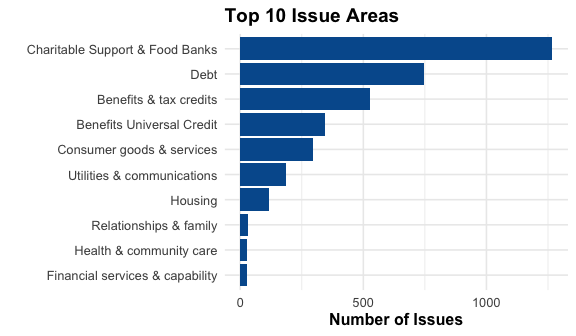 Top 10 Issue Areas
Charitable Support & Food Banks
Debt
Benefits & tax credits
Benefits Universal Credit
Consumer goods & services
Utilities & communications
Housing
Relationships & family
Health & community care
Financial services & capability
0 500 1000
Number of Issues